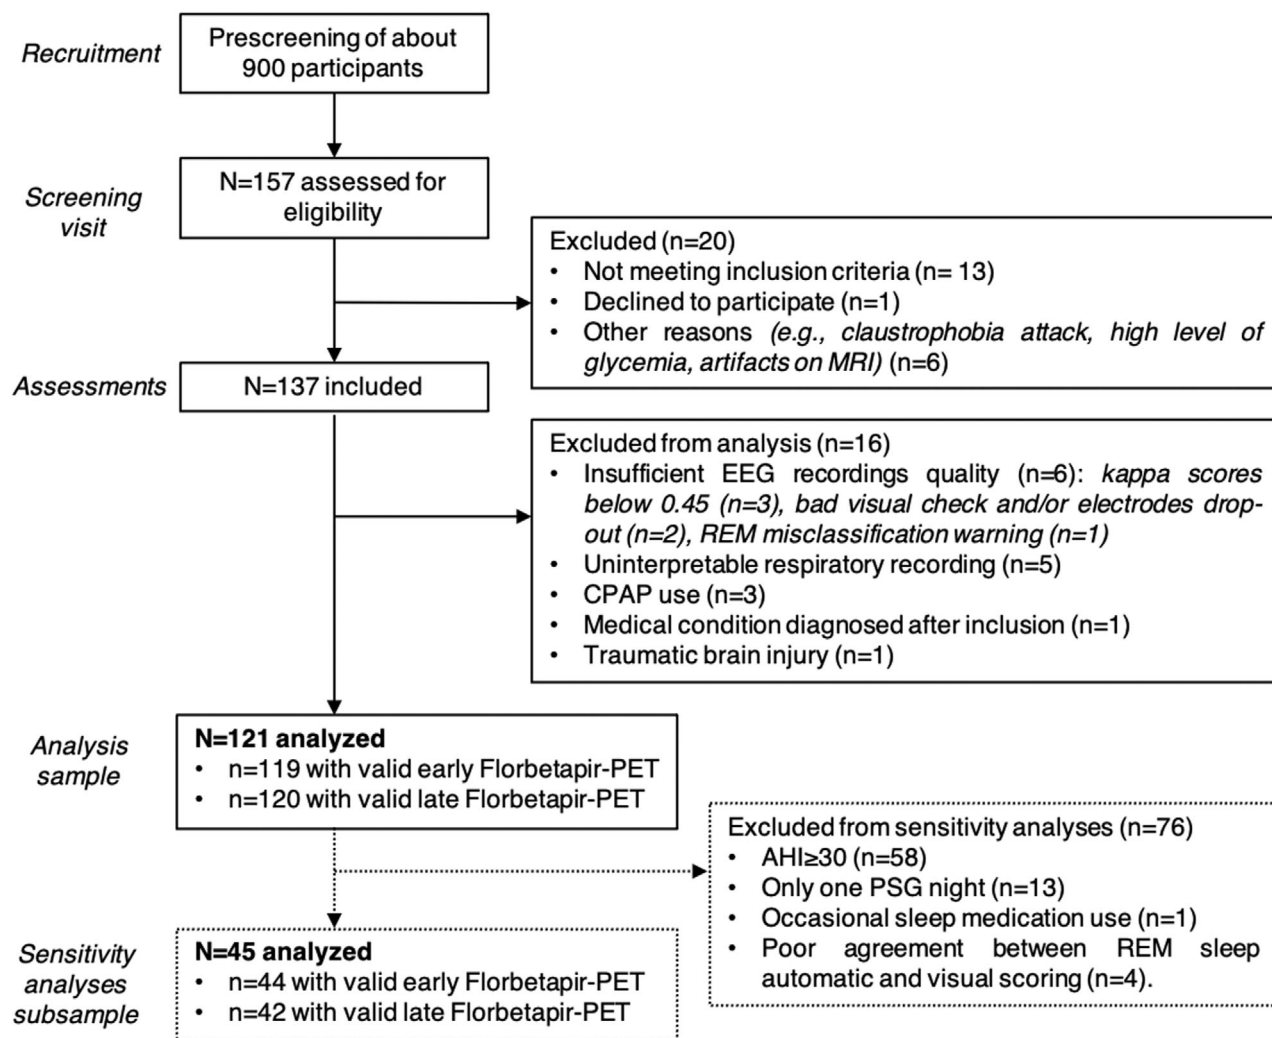 Recruitment
Prescreening of about
900 participants
Screening
visit
N=157 assessed for
eligibility
Excluded (n=20)
• Not meeting inclusion criteria (n= 13)
• Declined to participate (n=1)
• Other reasons (e.g., claustrophobia attack, high level of
glycemia, artifacts on MRI) (n=6)
Assessments
N=137 included
Excluded from analysis (n=16)
• Insufficient EEG recordings quality (n=6): kappa scores
below 0.45 (n=3), bad visual check and/or electrodes drop-
out (n=2), REM misclassification warning (n=1)
• Uninterpretable respiratory recording (n=5)
• CPAP use (n=3)
• Medical condition diagnosed after inclusion (n=1)
• Traumatic brain injury (n=1)
Analysis
sample
N=121 analyzed
• n=119 with valid early Florbetapir-PET
• n=120 with valid late Florbetapir-PET
Excluded from sensitivity analyses (n=76)
• AHI≥30 (n=58)
• Only one PSG night (n=13)
• Occasional sleep medication use (n=1)
• Poor agreement between REM sleep
automatic and visual scoring (n=4).
Sensitivity
analyses
subsample
N=45 analyzed
• n=44 with valid early Florbetapir-PET
• n=42 with valid late Florbetapir-PET